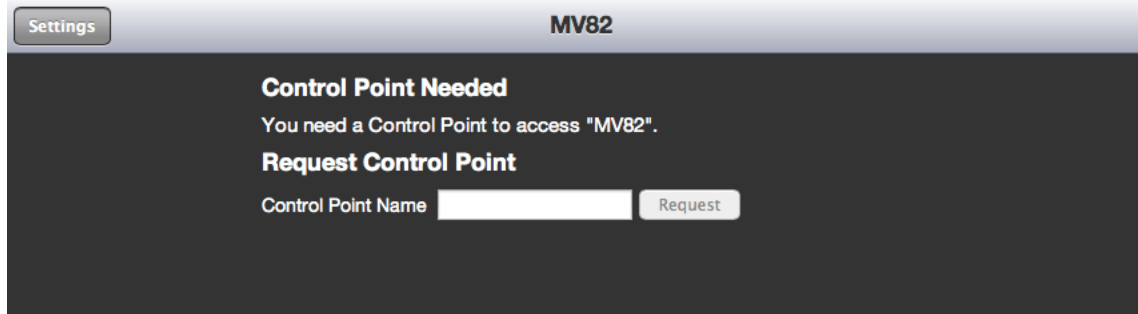 Settings
MV82
Control Point Needed
You need a Control Point to access "MV82".
Request Control Point
Control Point Name
Request